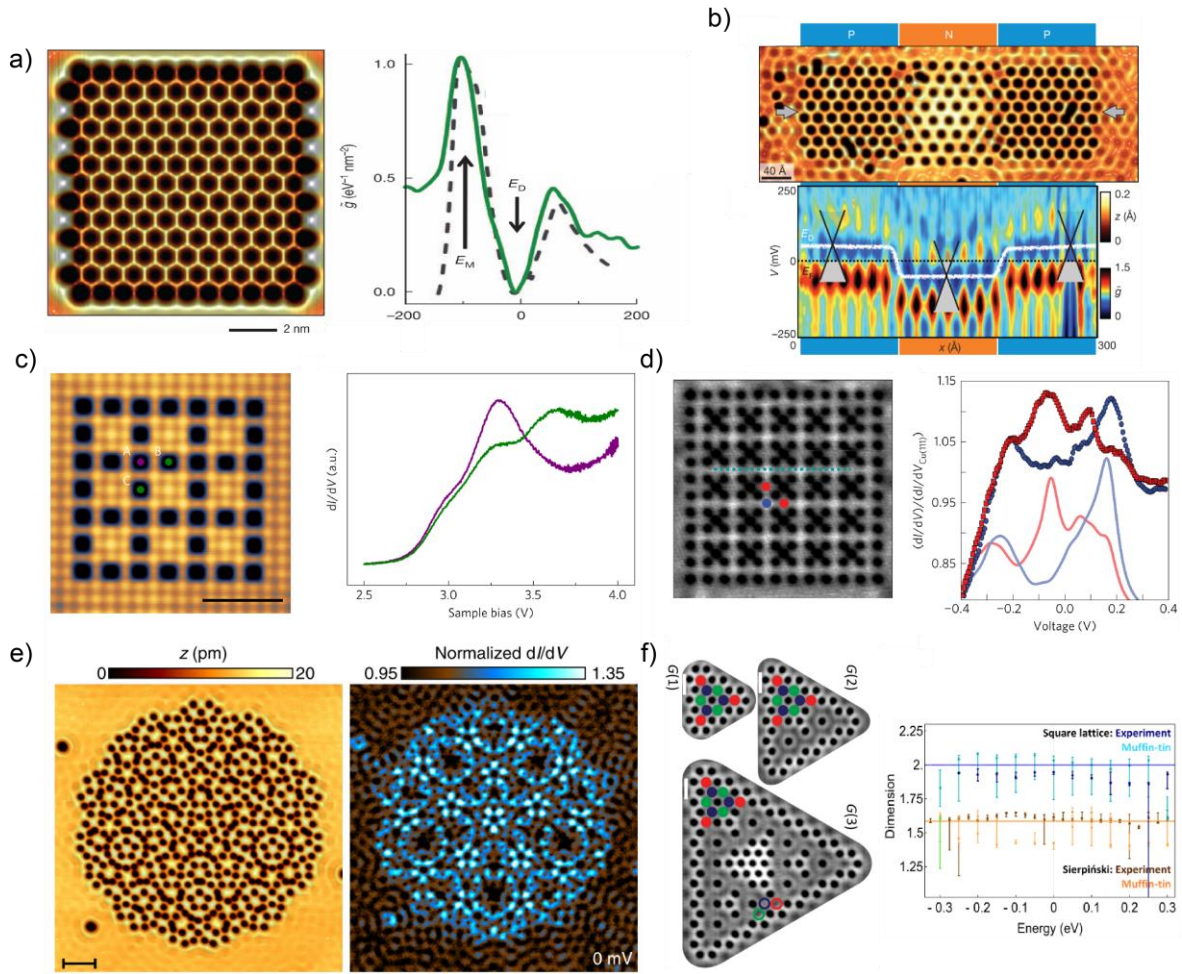 a)
1.0
0.5
0.0
g̃ (eV⁻¹ nm⁻²)
E_M
E_D
−200
0
200
2 nm
b)
P
N
P
40 Å
250
V (mV)
0
−250
E_D
E_F
0
x (Å)
300
0.2
z (Å)
0
1.5
g̃
0
c)
A
B
C
dI/dV (a.u.)
2.5
3.0
3.5
4.0
Sample bias (V)
d)
(dI/dV)/(dI/dV_Cu(111))
1.15
1.05
0.95
0.85
−0.4
−0.2
0.0
0.2
0.4
Voltage (V)
e)
z (pm)
0
20
Normalized dI/dV
0.95
1.35
0 mV
f)
G(1)
G(2)
G(3)
Square lattice: Experiment
Muffin-tin
2.25
2
1.75
1.5
1.25
Dimension
Sierpiński: Experiment
Muffin-tin
- 0.3
- 0.2
- 0.1
0
0.1
0.2
0.3
Energy (eV)